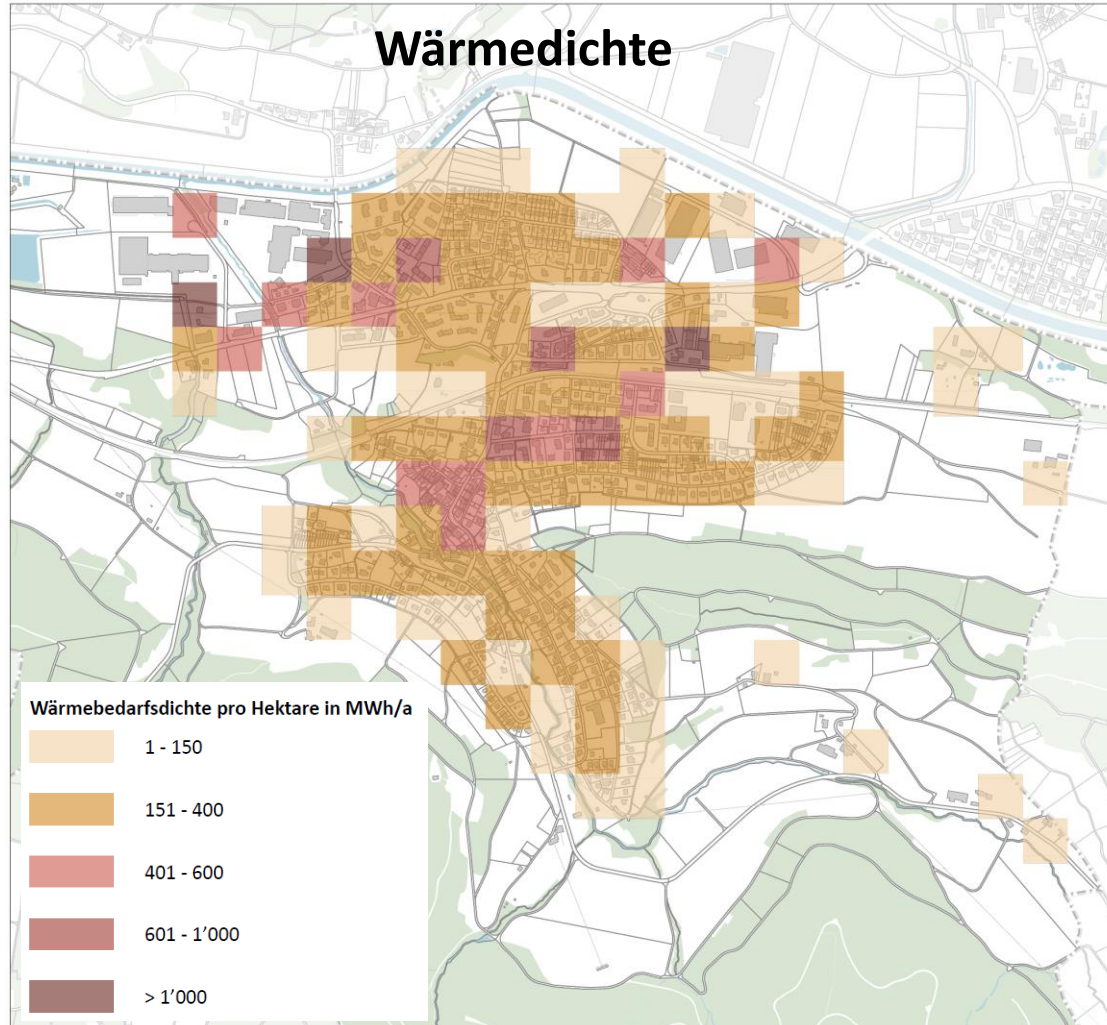 Wärmedichte
Wärmebedarfsdichte pro Hektare in MWh/a
1 - 150
151 - 400
401 - 600
601 - 1’000
> 1’000